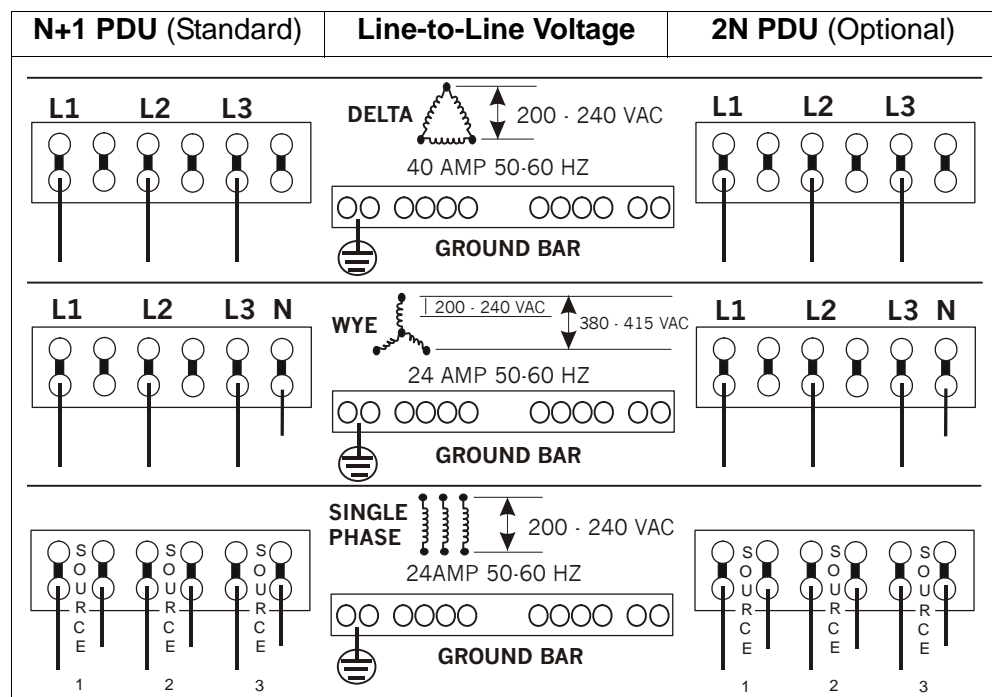 N+1 PDU (Standard) Line-to-Line Voltage 2N PDU (Optional)
L1 L2 L3 DELTA 200 - 240 VAC L1 L2 L3
40 AMP 50-60 HZ
GROUND BAR
L1 L2 L3 N WYE 200 - 240 VAC 380 - 415 VAC L1 L2 L3 N
24 AMP 50-60 HZ
GROUND BAR
SINGLE
PHASE 200 - 240 VAC
24AMP 50-60 HZ
SOURCE SOURCE SOURCE SOURCE SOURCE SOURCE
GROUND BAR
1 2 3 1 2 3